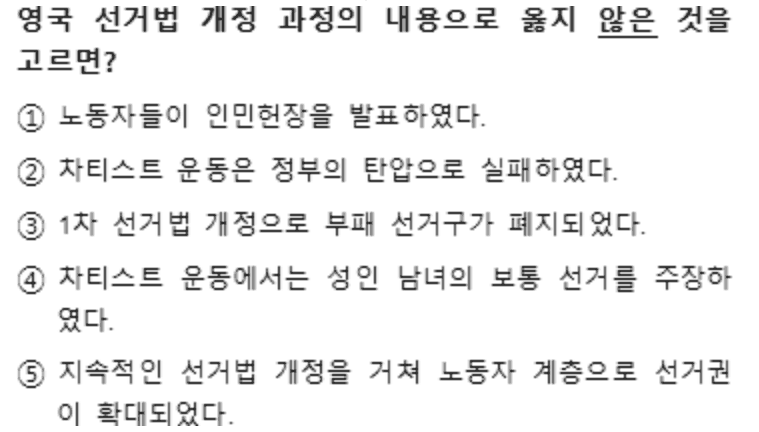 영국 선거법 개정 과정의 내용으로 옳지 않은 것을
고르면?
① 노동자들이 인민헌장을 발표하였다.
② 차티스트 운동은 정부의 탄압으로 실패하였다.
③ 1차 선거법 개정으로 부패 선거구가 폐지되었다.
④ 차티스트 운동에서는 성인 남녀의 보통 선거를 주장하
였다.
⑤ 지속적인 선거법 개정을 거쳐 노동자 계층으로 선거권
이 확대되었다.